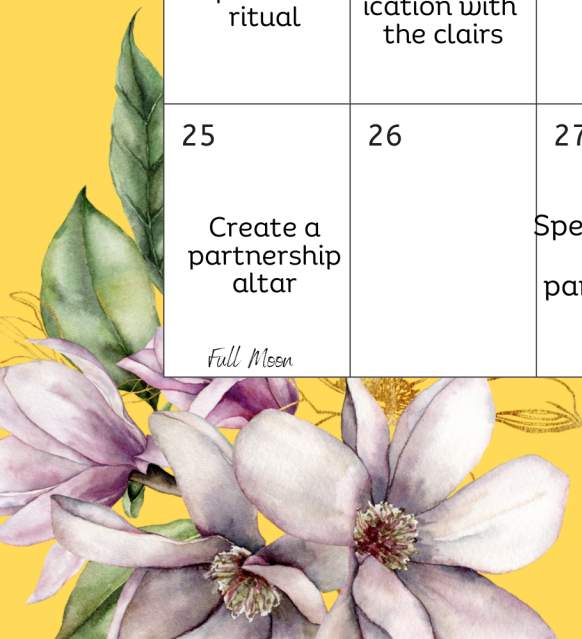 ritual
ication with
the clairs
25
26
27
Create a
partnership
altar
Spe
par
Full Moon